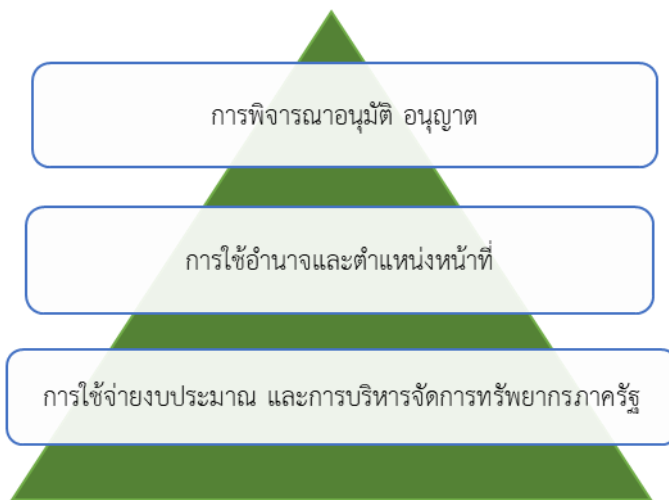 การพิจารณาอนุมัติ อนุญาต
การใช้อำนาจและตำแหน่งหน้าที่
การใช้จ่ายงบประมาณ และการบริหารจัดการทรัพยากรภาครัฐ